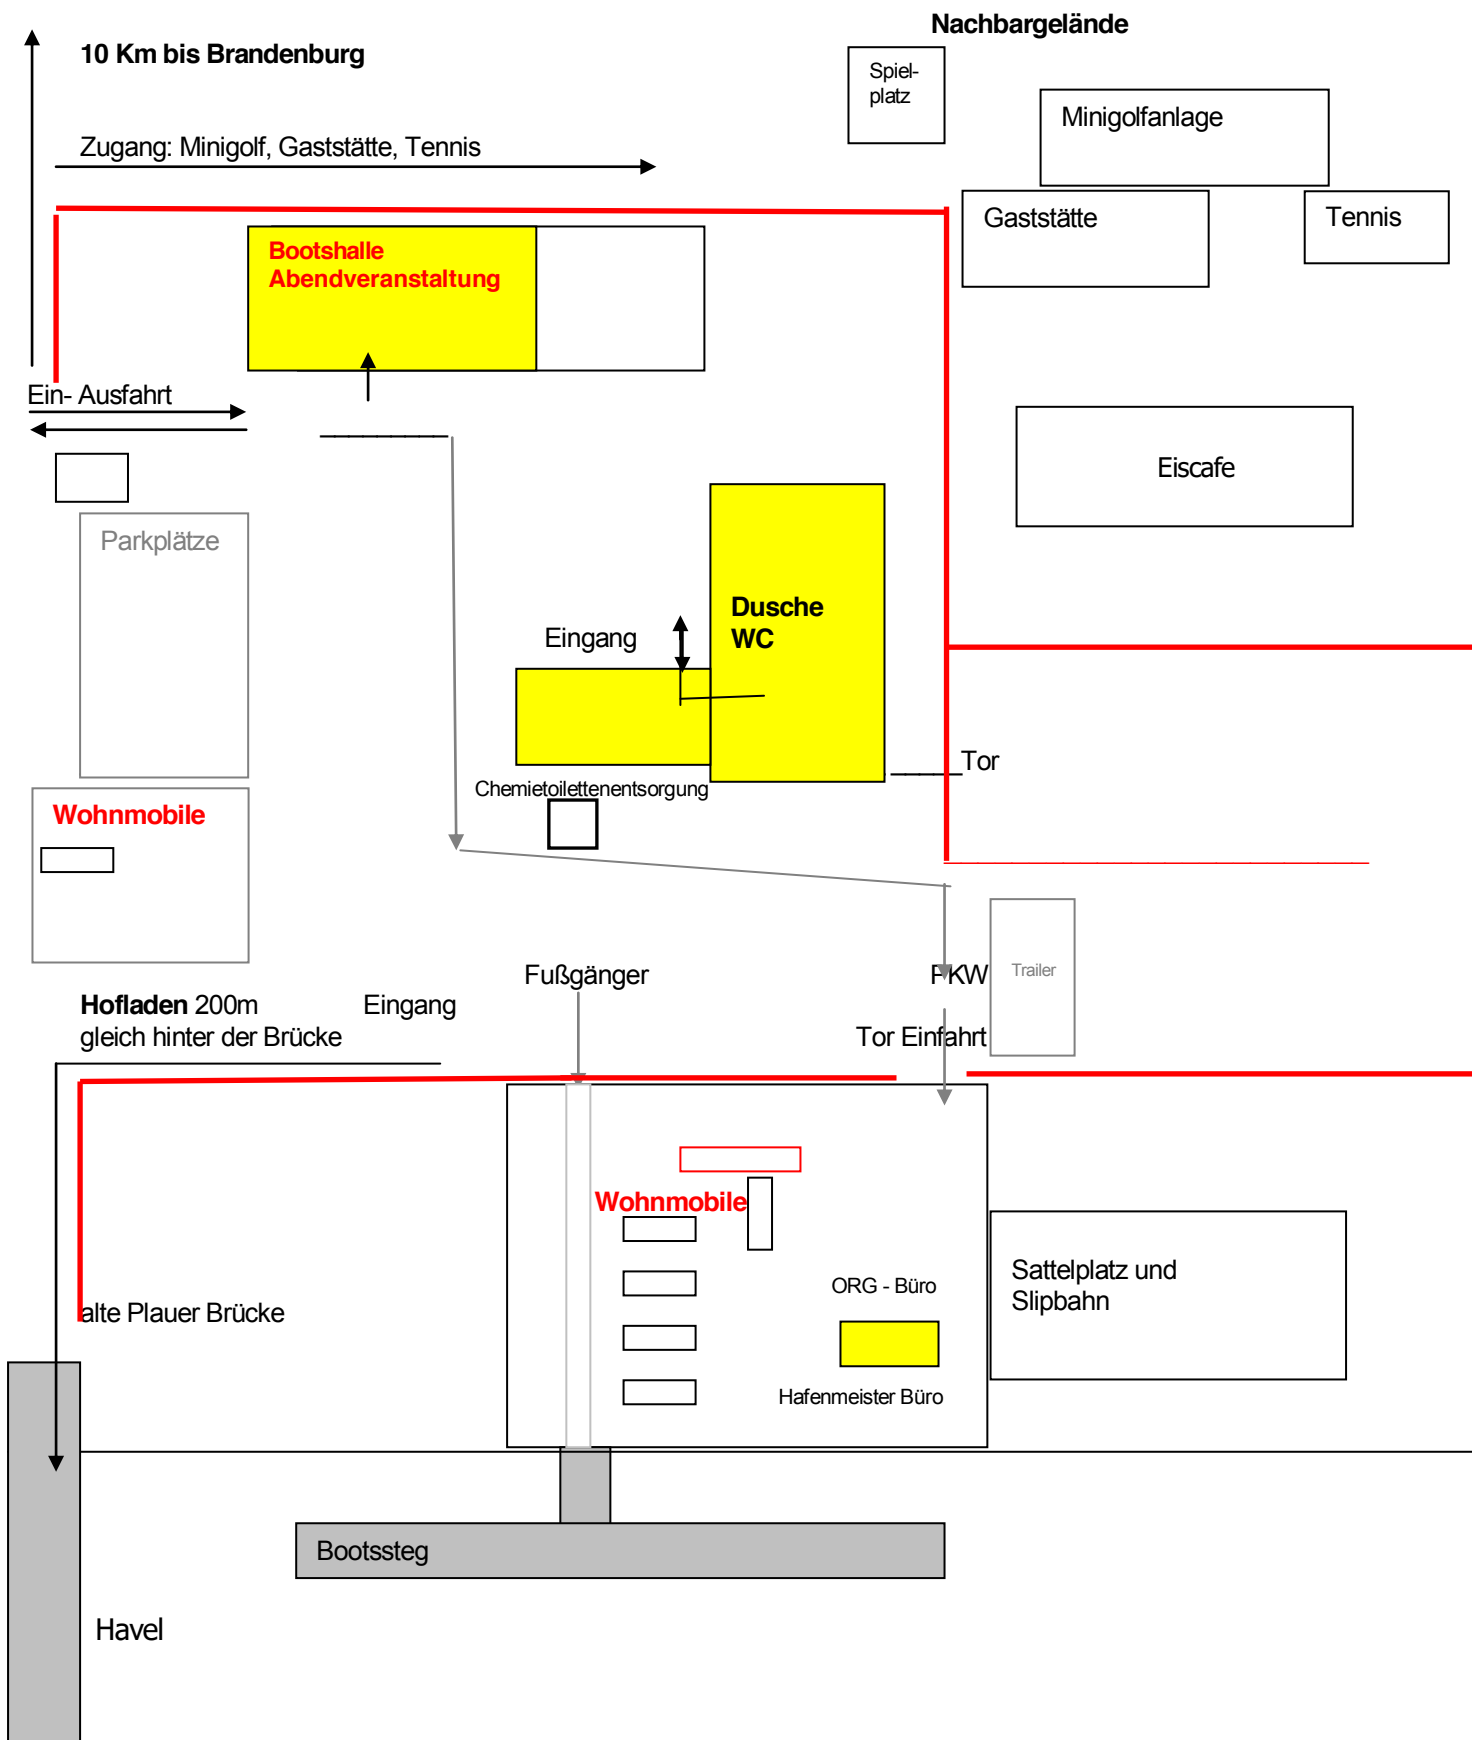 Nachbargelände
10 Km bis Brandenburg
Spiel-
platz
Minigolfanlage
Zugang: Minigolf, Gaststätte, Tennis
Gaststätte
Tennis
Bootshalle
Abendveranstaltung
Ein- Ausfahrt
Eiscafe
Parkplätze
Dusche
WC
Eingang
Tor
Chemietoilettenentsorgung
Wohnmobile
Fußgänger
PKW
Trailer
Hofladen 200m
gleich hinter der Brücke
Eingang
Tor Einfahrt
Wohnmobile
ORG - Büro
Sattelplatz und
Slipbahn
alte Plauer Brücke
Hafenmeister Büro
Bootssteg
Havel